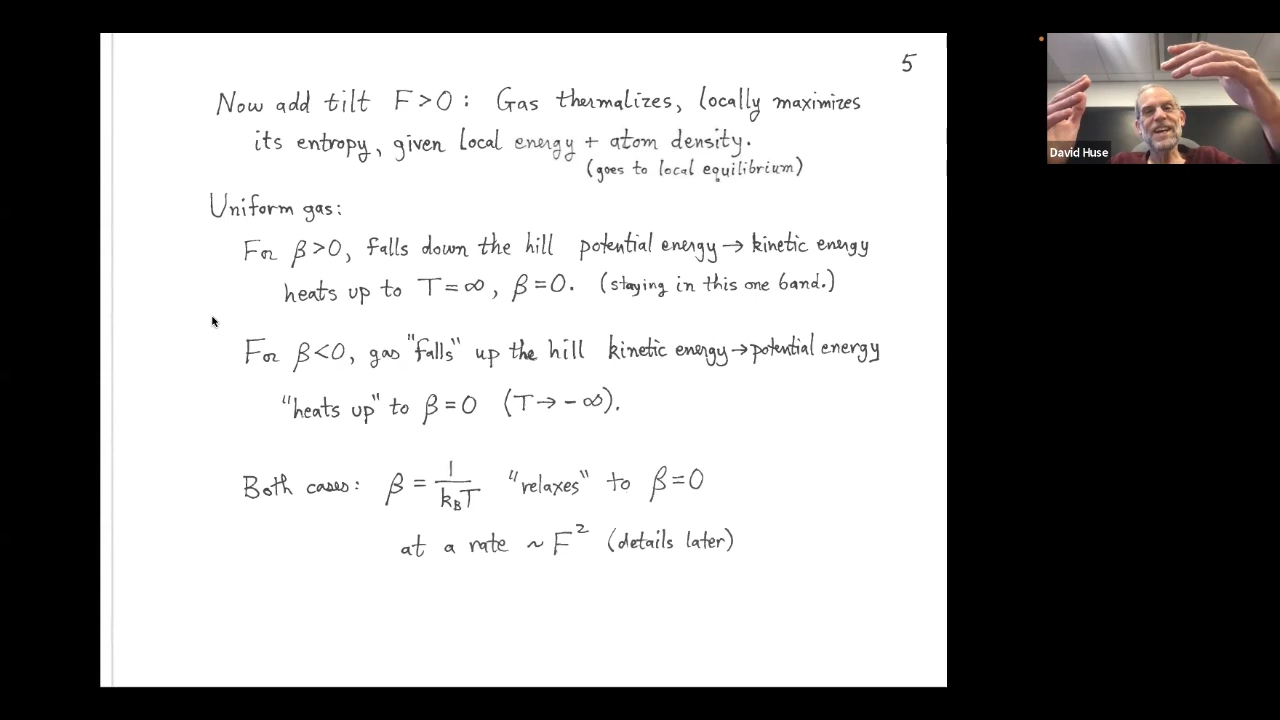 5
Now add tilt F>0: Gas thermalizes, locally maximizes
its entropy, given local energy + atom density.
(goes to local equilibrium)
Uniform gas:
For β>0, falls down the hill potential energy → kinetic energy
heats up to T=∞, β=0. (staying in this one band.)
For β<0, gas "falls" up the hill kinetic energy→potential energy
"heats up" to β=0 (T→-∞).
Both cases: β = 1/k_BT "relaxes" to β=0
at a rate ~ F² (details later)
David Huse